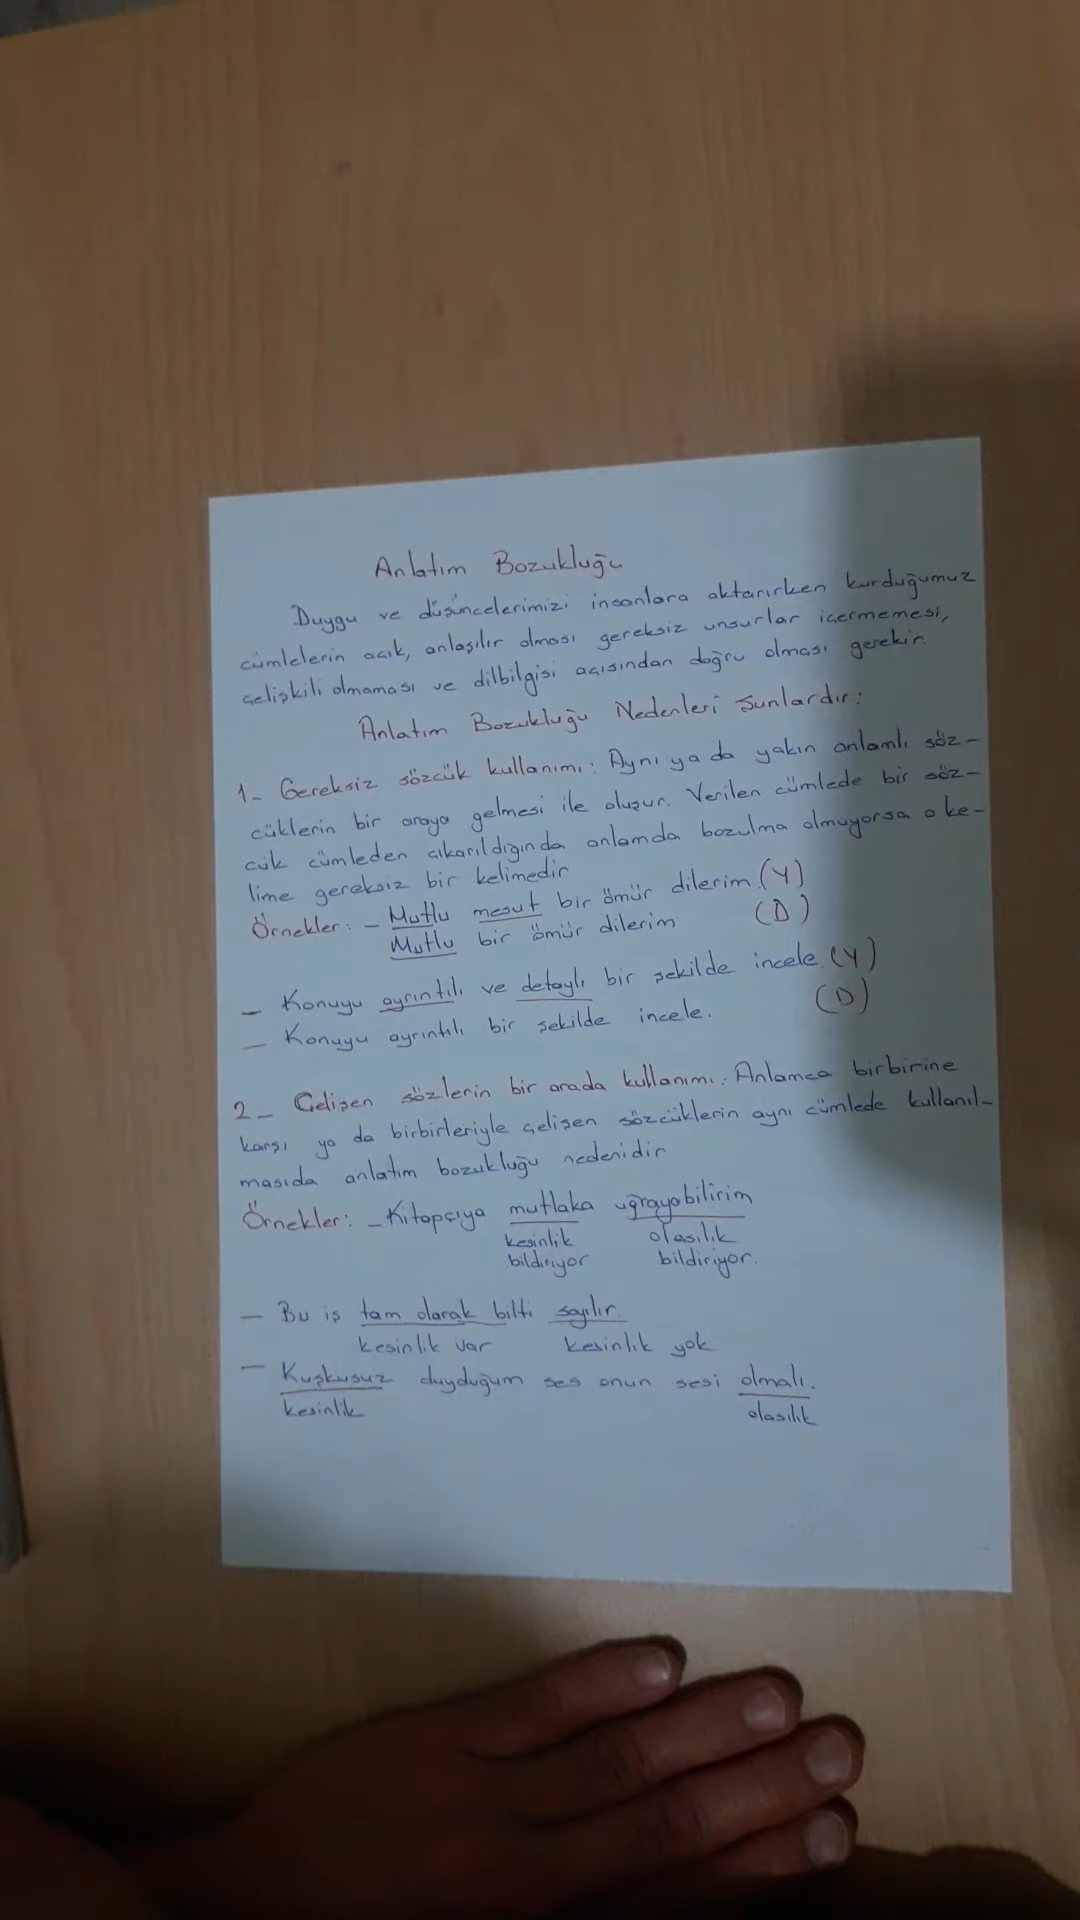 Anlatım Bozukluğu
Duygu ve düşüncelerimizi insanlara aktarırken kurduğumuz
cümlelerin açık, anlaşılır olması gereksiz unsurlar içermemesi,
çelişkili olmaması ve dilbilgisi açısından doğru olması gerekir.
Anlatım Bozukluğu Nedenleri Şunlardır:
1- Gereksiz sözcük kullanımı: Aynı ya da yakın anlamlı söz-
cüklerin bir araya gelmesi ile oluşur. Verilen cümlede bir söz-
cük cümleden çıkarıldığında anlamda bozulma olmuyorsa o ke-
lime gereksiz bir kelimedir
Örnekler: - Mutlu mesut bir ömür dilerim. (Y)
Mutlu bir ömür dilerim (D)
- Konuyu ayrıntılı ve detaylı bir şekilde incele. (Y)
- Konuyu ayrıntılı bir şekilde incele. (D)
2- Çelişen sözlerin bir arada kullanımı: Anlamca birbirine
karşı ya da birbirleriyle çelişen sözcüklerin aynı cümlede kullanıl-
masıda anlatım bozukluğu nedenidir
Örnekler: - Kitapçıya mutlaka uğrayabilirim
kesinlik olasılık
bildiriyor bildiriyor.
- Bu iş tam olarak bitti sayılır.
kesinlik var kesinlik yok
- Kuşkusuz duyduğum ses onun sesi olmalı.
kesinlik olasılık